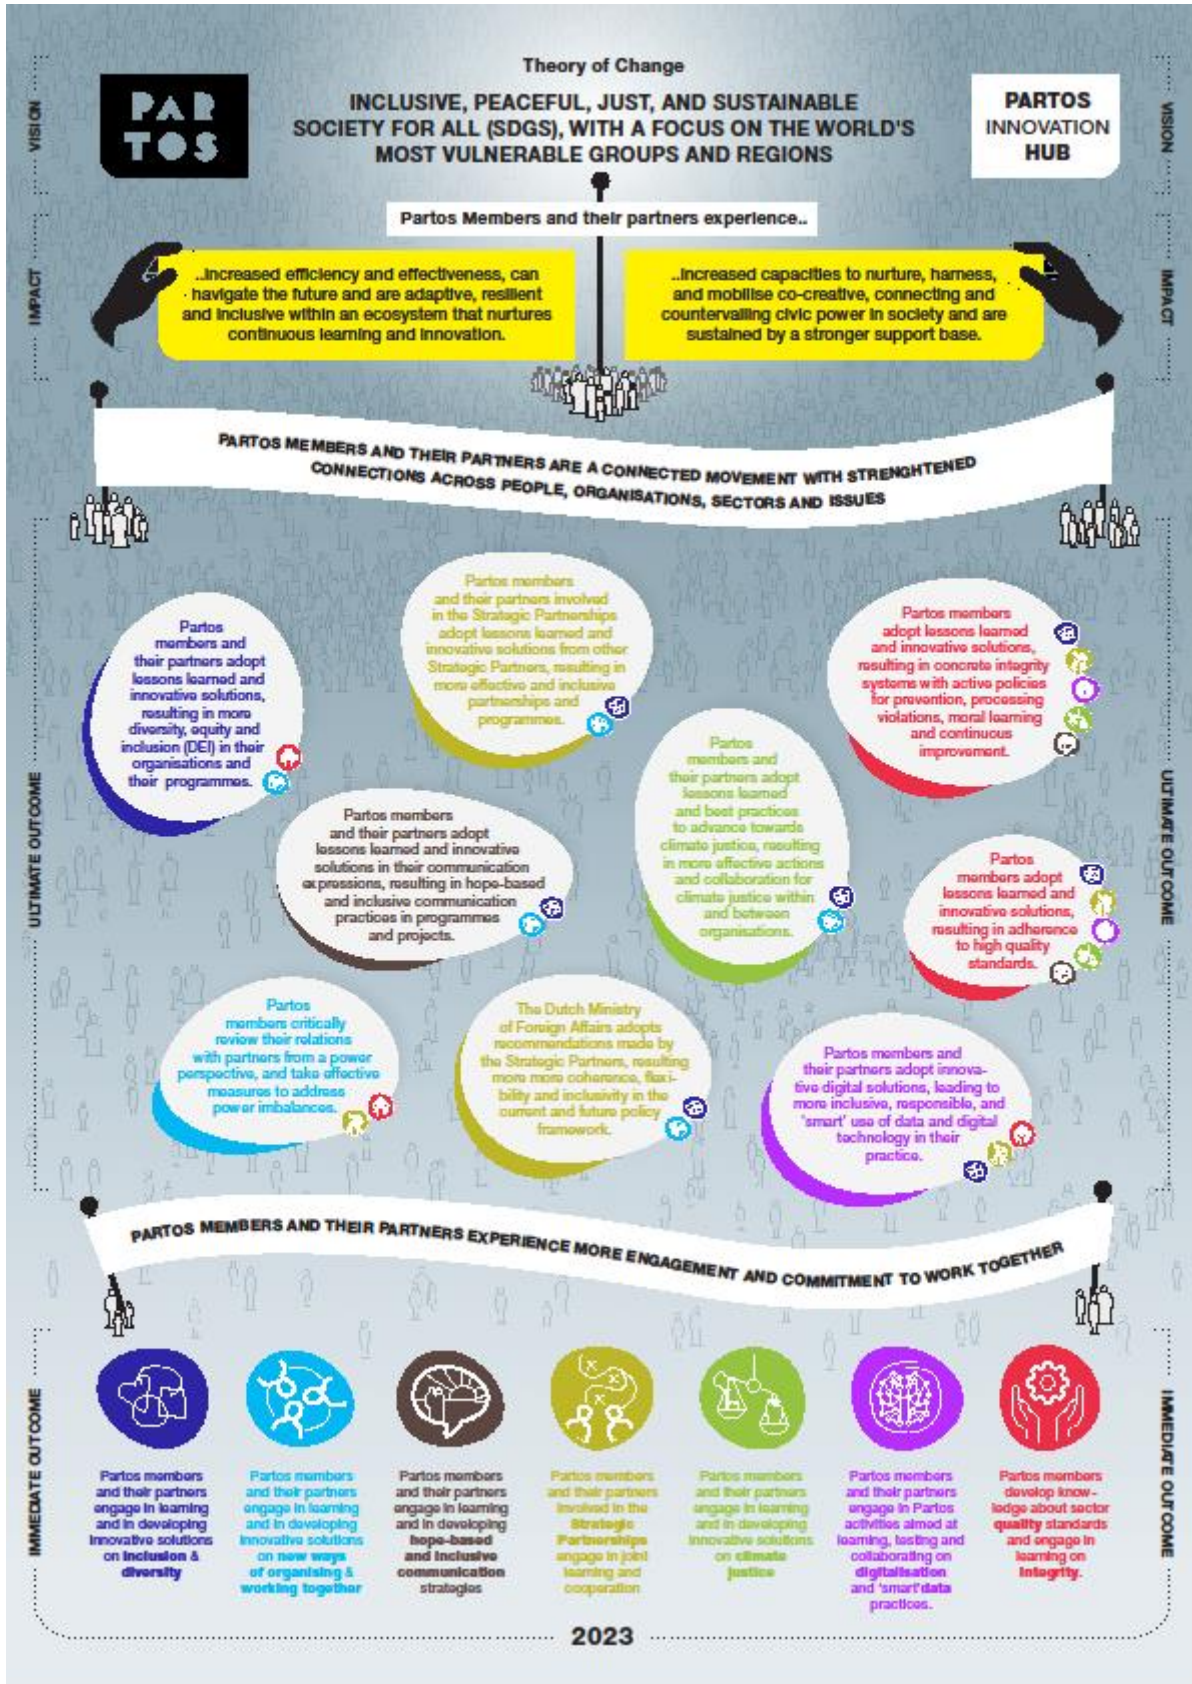 Theory of Change
PAR
TOS
INCLUSIVE, PEACEFUL, JUST, AND SUSTAINABLE
SOCIETY FOR ALL (SDGS), WITH A FOCUS ON THE WORLD'S
MOST VULNERABLE GROUPS AND REGIONS
PARTOS
INNOVATION
HUB
VISION
VISION
Partos Members and their partners experience..
IMPACT
IMPACT
..increased efficiency and effectiveness, can
navigate the future and are adaptive, resilient
and inclusive within an ecosystem that nurtures
continuous learning and innovation.
..increased capacities to nurture, harness,
and mobilise co-creative, connecting and
countervailing civic power in society and are
sustained by a stronger support base.
PARTOS MEMBERS AND THEIR PARTNERS ARE A CONNECTED MOVEMENT WITH STRENGHTENED
CONNECTIONS ACROSS PEOPLE, ORGANISATIONS, SECTORS AND ISSUES
ULTIMATE OUTCOME
ULTIMATE OUTCOME
Partos
members and
their partners adopt
lessons learned and
innovative solutions,
resulting in more
diversity, equity and
inclusion (DEI) in their
organisations and
their programmes.
Partos members
and their partners involved
in the Strategic Partnerships
adopt lessons learned and
innovative solutions from other
Strategic Partners, resulting in
more effective and inclusive
partnerships and
programmes.
Partos members
adopt lessons learned
and innovative solutions,
resulting in concrete integrity
systems with active policies
for prevention, processing
violations, moral learning
and continuous
improvement.
Partos
members and
their partners adopt
lessons learned
and best practices
to advance towards
climate justice, resulting
in more effective actions
and collaboration for
climate justice within
and between
organisations.
Partos members
and their partners adopt
lessons learned and innovative
solutions in their communication
expressions, resulting in hope-based
and inclusive communication
practices in programmes
and projects.
Partos
members adopt
lessons learned and
innovative solutions,
resulting in adherence
to high quality
standards.
Partos
members critically
review their relations
with partners from a power
perspective, and take effective
measures to address
power imbalances.
The Dutch Ministry
of Foreign Affairs adopts
recommendations made by
the Strategic Partners, resulting
more more coherence, flexi-
bility and inclusivity in the
current and future policy
framework.
Partos members and
their partners adopt innova-
tive digital solutions, leading to
more inclusive, responsible, and
'smart' use of data and digital
technology in their
practice.
PARTOS MEMBERS AND THEIR PARTNERS EXPERIENCE MORE ENGAGEMENT AND COMMITMENT TO WORK TOGETHER
IMMEDIATE OUTCOME
IMMEDIATE OUTCOME
Partos members
and their partners
engage in learning
and in developing
innovative solutions
on inclusion &
diversity
Partos members
and their partners
engage in learning
and in developing
innovative solutions
on new ways
of organising &
working together
Partos members
and their partners
engage in learning
and in developing
hope-based
and inclusive
communication
strategies
Partos members
and their partners
involved in the
Strategic
Partnerships
engage in joint
learning and
cooperation
Partos members
and their partners
engage in learning
and in developing
innovative solutions
on climate
justice
Partos members
and their partners
engage in Partos
activities aimed at
learning, testing and
collaborating on
digitalisation
and 'smart' data
practices.
Partos members
develop know-
ledge about sector
quality standards
and engage in
learning on
Integrity.
2023